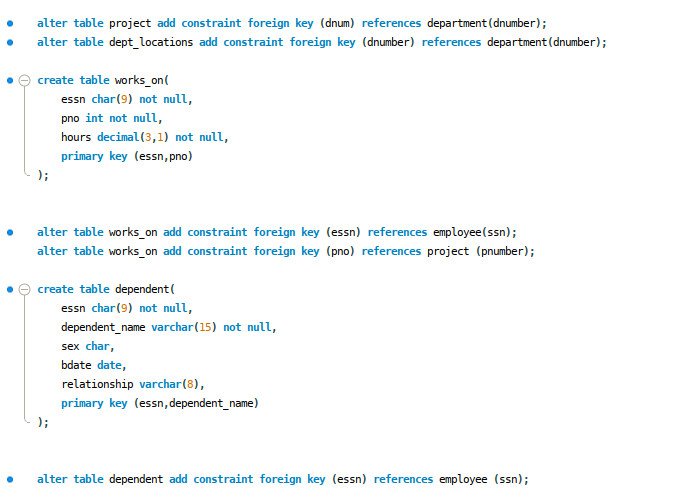 alter table project add constraint foreign key (dnum) references department(dnumber);
alter table dept_locations add constraint foreign key (dnumber) references department(dnumber);
create table works_on(
essn char(9) not null,
pno int not null,
hours decimal(3,1) not null,
primary key (essn,pno)
);
alter table works_on add constraint foreign key (essn) references employee(ssn);
alter table works_on add constraint foreign key (pno) references project (pnumber);
create table dependent(
essn char(9) not null,
dependent_name varchar(15) not null,
sex char,
bdate date,
relationship varchar(8),
primary key (essn,dependent_name)
);
alter table dependent add constraint foreign key (essn) references employee (ssn);